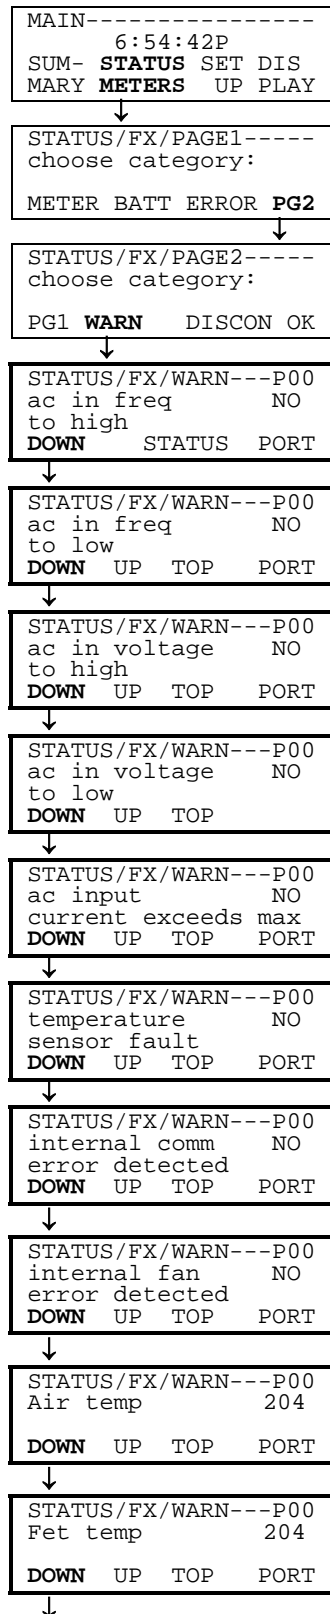 MAIN----------------
6:54:42P
SUM- STATUS SET DIS
MARY METERS UP PLAY
↓
STATUS/FX/PAGE1-----
choose category:
METER BATT ERROR PG2
↓
STATUS/FX/PAGE2-----
choose category:
PG1 WARN DISCON OK
↓
STATUS/FX/WARN---P00
ac in freq NO
to high
DOWN STATUS PORT
↓
STATUS/FX/WARN---P00
ac in freq NO
to low
DOWN UP TOP PORT
↓
STATUS/FX/WARN---P00
ac in voltage NO
to high
DOWN UP TOP PORT
↓
STATUS/FX/WARN---P00
ac in voltage NO
to low
DOWN UP TOP
↓
STATUS/FX/WARN---P00
ac input NO
current exceeds max
DOWN UP TOP PORT
↓
STATUS/FX/WARN---P00
temperature NO
sensor fault
DOWN UP TOP PORT
↓
STATUS/FX/WARN---P00
internal comm NO
error detected
DOWN UP TOP PORT
↓
STATUS/FX/WARN---P00
internal fan NO
error detected
DOWN UP TOP PORT
↓
STATUS/FX/WARN---P00
Air temp 204
DOWN UP TOP PORT
↓
STATUS/FX/WARN---P00
Fet temp 204
DOWN UP TOP PORT
↓